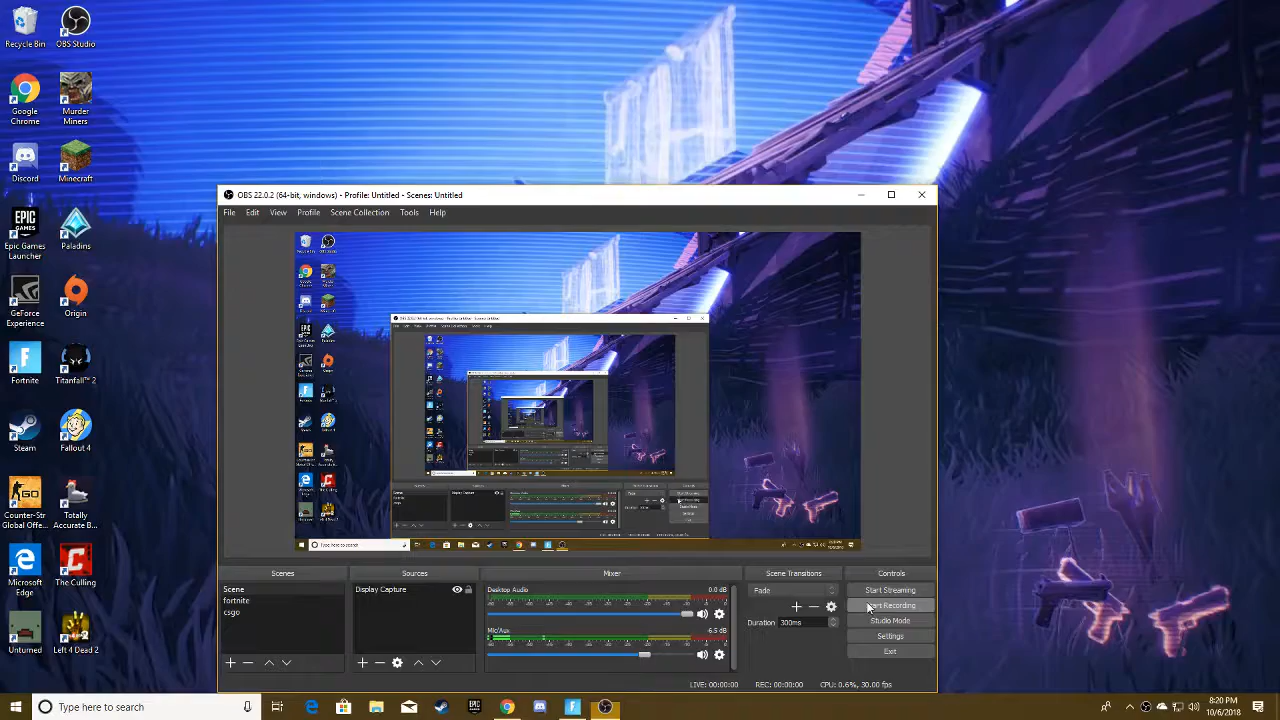 Recycle Bin
OBS Studio
Google Chrome
Murder Miners
Discord
Minecraft
Epic Games Launcher
Paladins
GeForce Experience
Origin
Fortnite
Titanfall™ 2
Steam
Fallout 4
Counter-Str Global Offe...
Totally Accurate B...
Microsoft Edge
The Culling
Unturned
Left 4 Dead 2
OBS 22.0.2 (64-bit, windows) - Profile: Untitled - Scenes: Untitled
File Edit View Profile Scene Collection Tools Help
Scenes Sources Mixer Scene Transitions Controls
Scene
fortnite
csgo
Display Capture
Desktop Audio 0.0 dB
Mic/Aux -6.5 dB
Fade
Duration 300ms
Start Streaming
Start Recording
Studio Mode
Settings
Exit
LIVE: 00:00:00 REC: 00:00:00 CPU: 0.6%, 30.00 fps
Type here to search
8:20 PM
10/6/2018